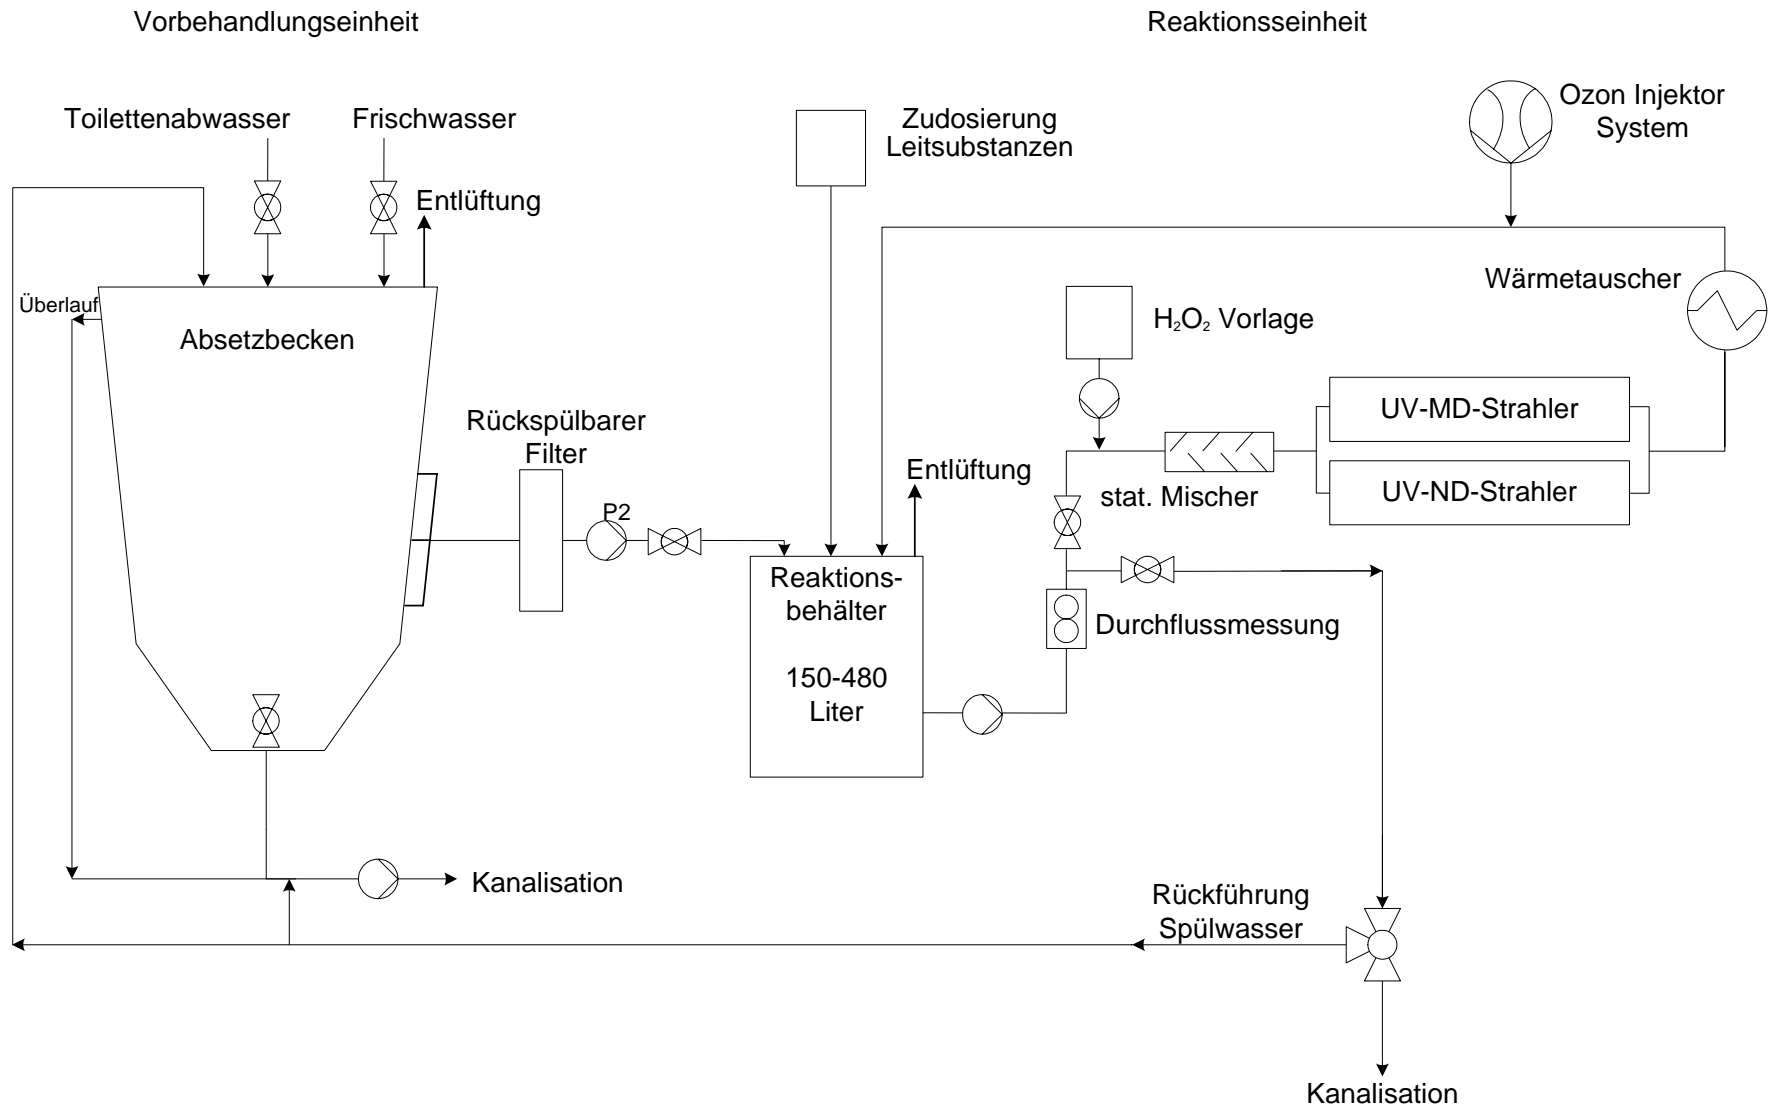 Vorbehandlungseinheit
Reaktionsseinheit
Toilettenabwasser
Frischwasser
Entlüftung
Überlauf
Absetzbecken
Rückspülbarer
Filter
P2
Zudosierung
Leitsubstanzen
Ozon Injektor
System
Wärmetauscher
H₂O₂ Vorlage
UV-MD-Strahler
UV-ND-Strahler
stat. Mischer
Entlüftung
Reaktions-
behälter
150-480
Liter
Durchflussmessung
Kanalisation
Rückführung
Spülwasser
Kanalisation